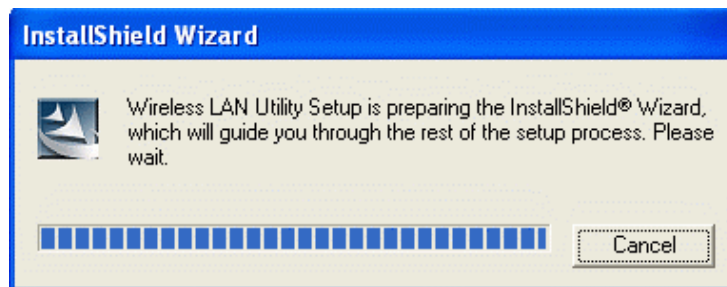 InstallShield Wizard
Wireless LAN Utility Setup is preparing the InstallShield® Wizard,
which will guide you through the rest of the setup process. Please
wait.
Cancel